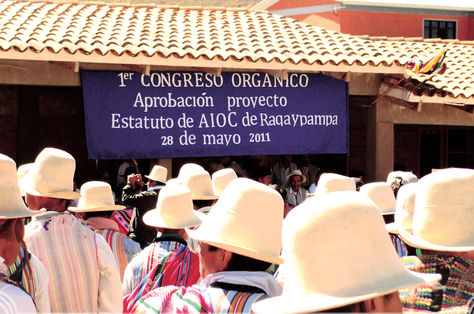 1er CONGRESO ORGANICO
Aprobación proyecto
Estatuto de AIOC de Raqaypampa
28 de mayo 2011